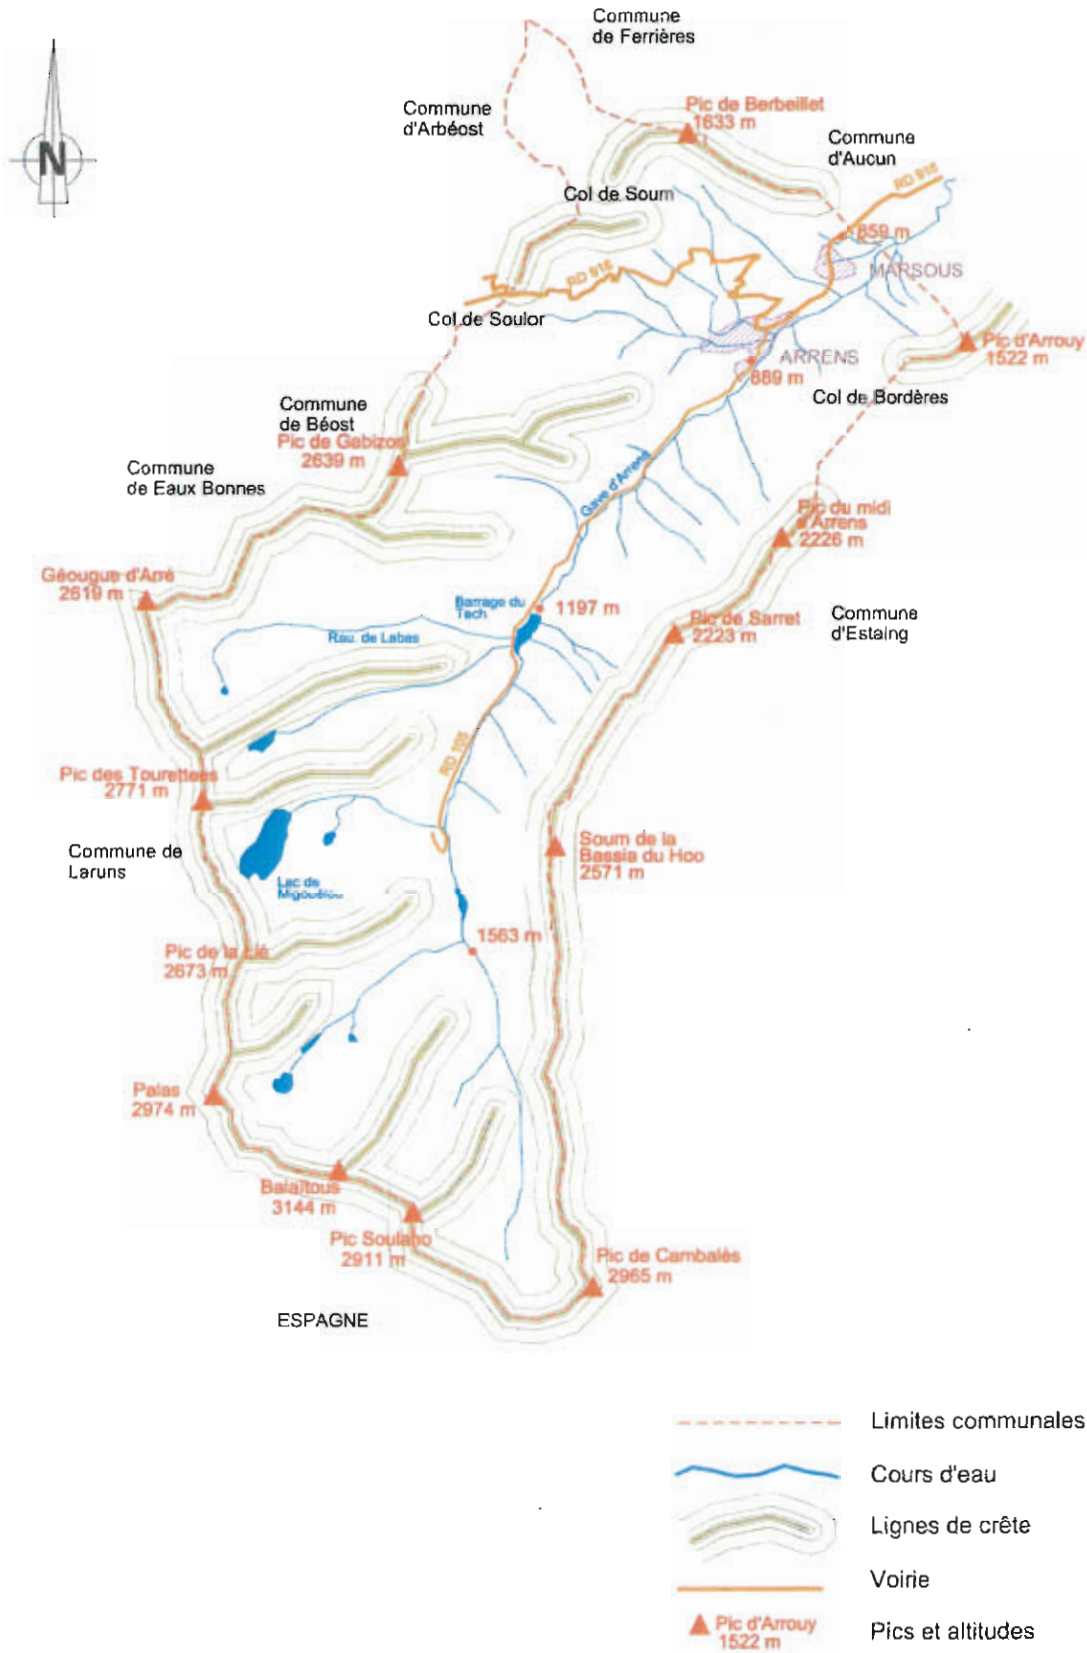 Commune
de Ferrières
Commune
d'Arbéost
Pic de Berbeillet
1633 m
Commune
d'Aucun
N
RD 918
Col de Soum
859 m
MARSOUS
RD 918
Col de Soulor
ARRENS
889 m
Pic d'Arrouy
1522 m
Col de Bordères
Commune
de Béost
Pic de Gabizos
2639 m
Commune
de Eaux Bonnes
Gave d'Arrens
Pic du midi
d'Arrens
2226 m
Géougue d'Arré
2619 m
Barrage du
Tech
1197 m
Rau. de Labas
Pic de Sarret
2223 m
Commune
d'Estaing
RD 105
Pic des Tourettes
2771 m
Commune de
Laruns
Soum de la
Bassia du Hoo
2571 m
Lac de
Migouélou
1563 m
Pic de la Lié
2673 m
Palas
2974 m
Balaïtous
3144 m
Pic Soulano
2911 m
Pic de Cambalès
2965 m
ESPAGNE
Limites communales
Cours d'eau
Lignes de crête
Voirie
Pic d'Arrouy
1522 m
Pics et altitudes